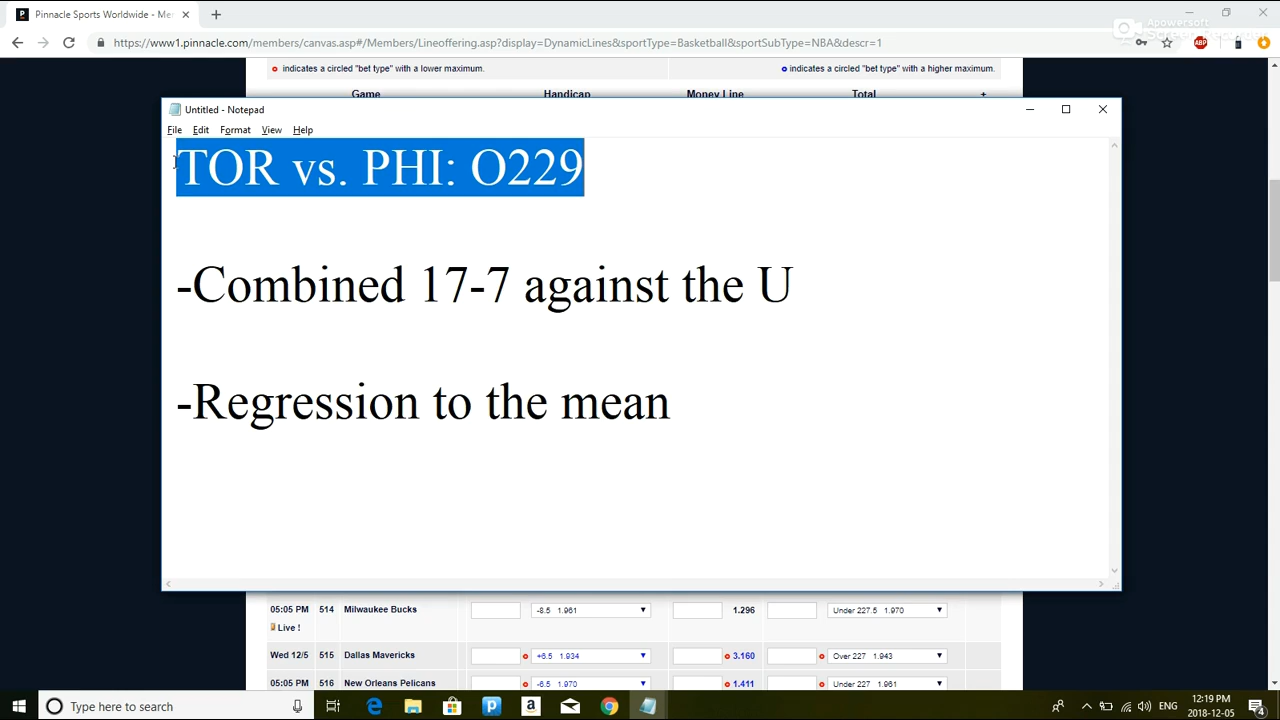 Pinnacle Sports Worldwide - Me
https://www1.pinnacle.com/members/canvas.asp#/Members/Lineoffering.asp|display=DynamicLines&sportType=Basketball&sportSubType=NBA&descr=1
Apowersoft
Screen Recorder
ABP
indicates a circled "bet type" with a lower maximum.
indicates a circled "bet type" with a higher maximum.
Game Handicap Money Line Total +
Untitled - Notepad
File Edit Format View Help
TOR vs. PHI: O229
-Combined 17-7 against the U
-Regression to the mean
05:05 PM 514 Milwaukee Bucks -8.5 1.961 1.296 Under 227.5 1.970
Live !
Wed 12/5 515 Dallas Mavericks +6.5 1.934 3.160 Over 227 1.943
05:05 PM 516 New Orleans Pelicans -6.5 1.970 1.411 Under 227 1.961
Type here to search
ENG
12:19 PM
2018-12-05
4